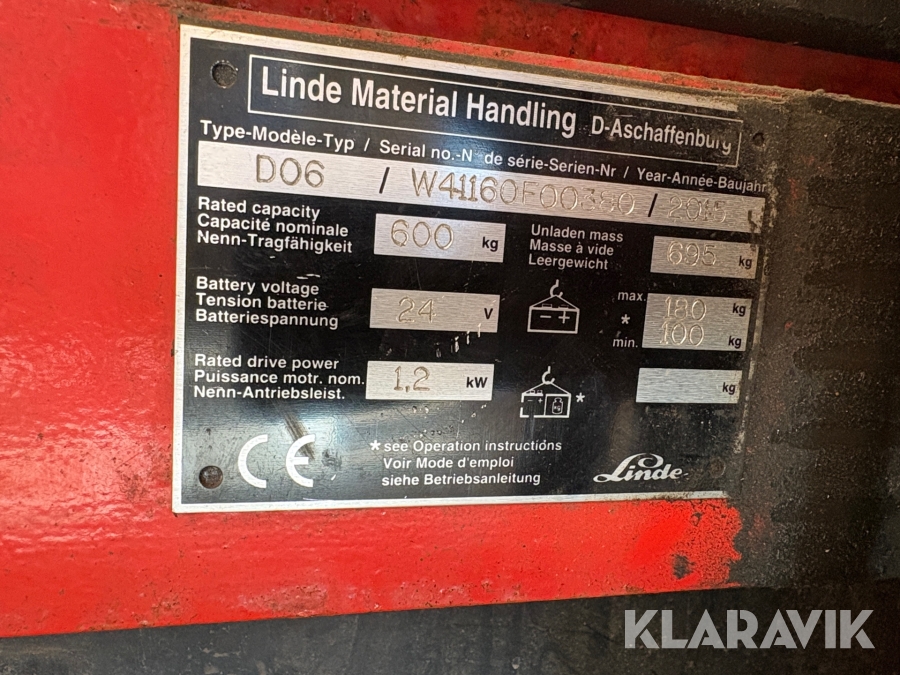 Linde Material Handling D-Aschaffenburg
Type-Modèle-Typ / Serial no.-N° de série-Serien-Nr / Year-Année-Baujahr
D06 / W41160F00380 / 2015
Rated capacity
Capacité nominale
Nenn-Tragfähigkeit
600 kg
Unladen mass
Masse à vide
Leergewicht
695 kg
Battery voltage
Tension batterie
Batteriespannung
24 V
- +
max. 180 kg
*
min. 100 kg
Rated drive power
Puissance motr. nom.
Nenn-Antriebsleist.
1,2 kW
*
kg
CE
* see Operation instructions
Voir Mode d'emploi
siehe Betriebsanleitung
Linde
KLARAVIK